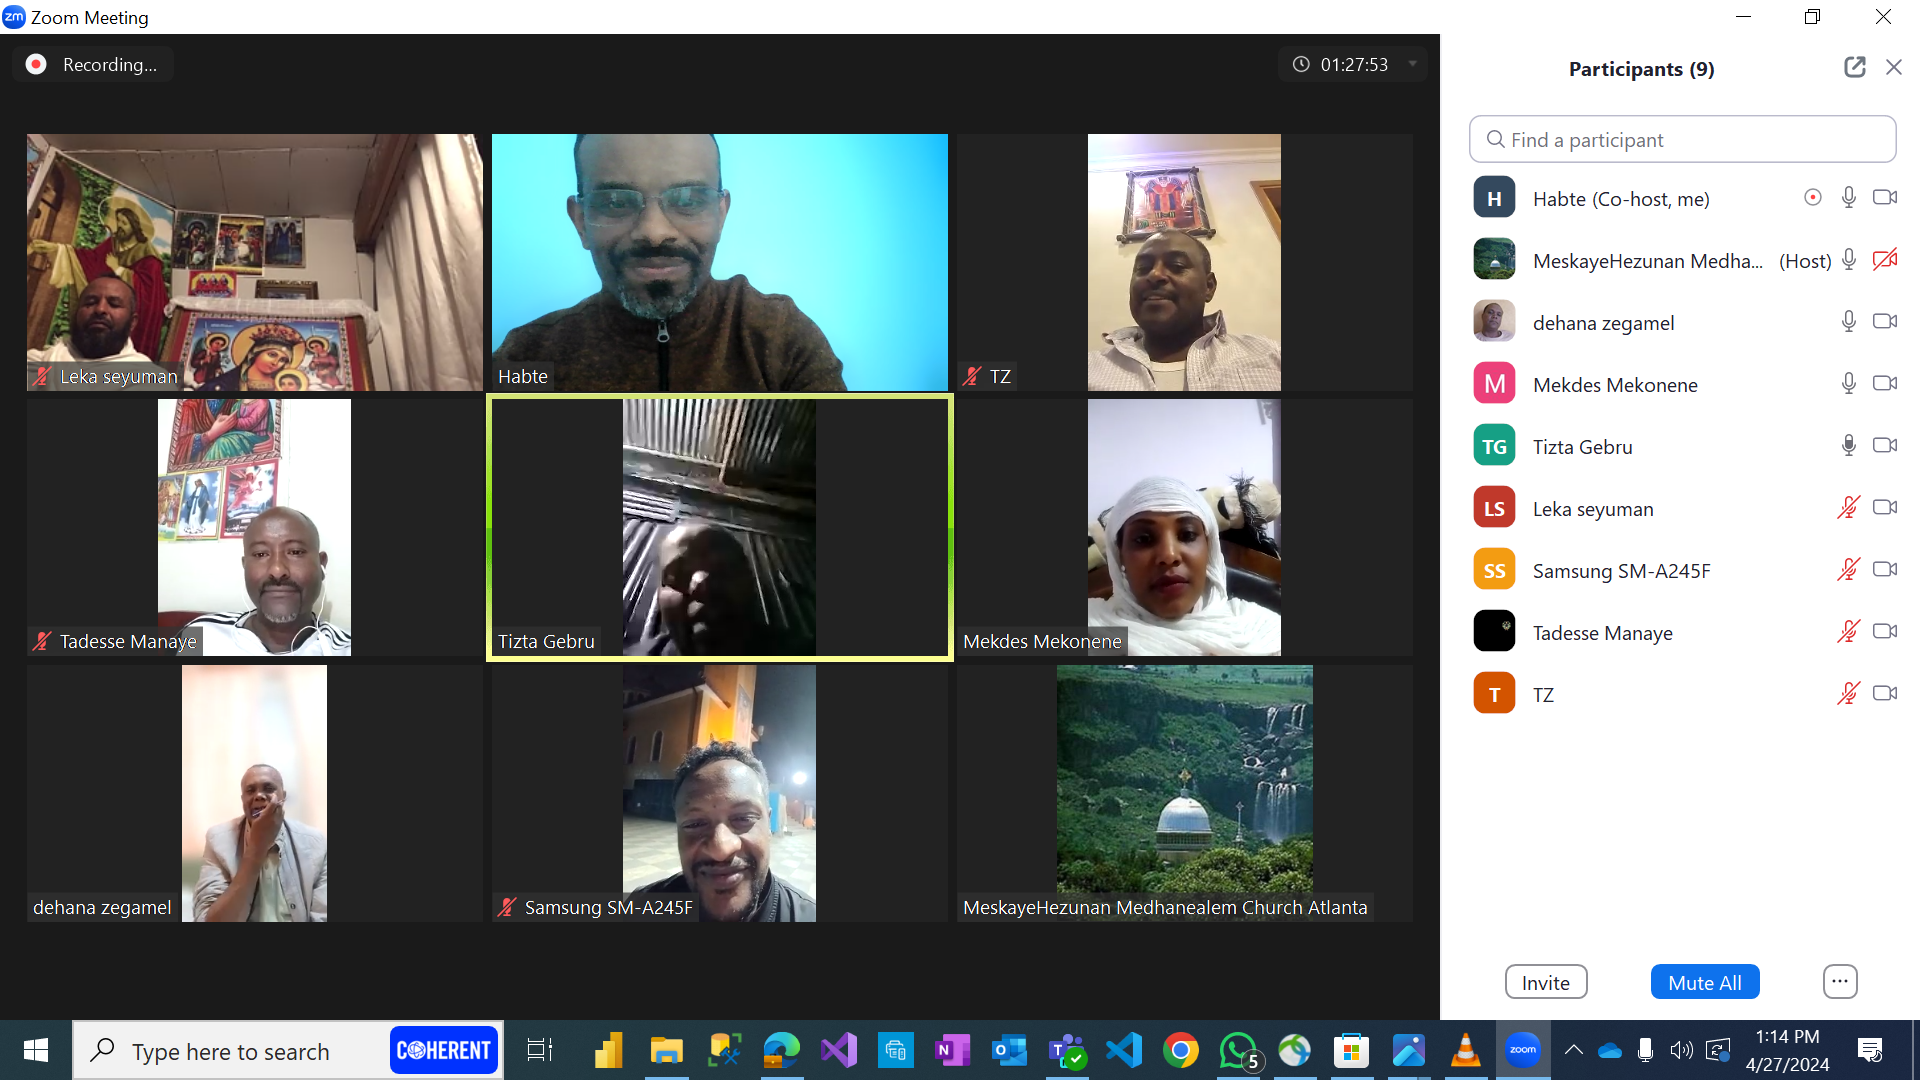 zm Zoom Meeting
Recording...
01:27:53
Leka seyuman
Habte
TZ
Tadesse Manaye
Tizta Gebru
Mekdes Mekonene
dehana zegamel
Samsung SM-A245F
MeskayeHezunan Medhanealem Church Atlanta
Participants (9)
Find a participant
H Habte (Co-host, me)
MeskayeHezunan Medha... (Host)
dehana zegamel
M Mekdes Mekonene
TG Tizta Gebru
LS Leka seyuman
SS Samsung SM-A245F
Tadesse Manaye
T TZ
Invite
Mute All
Type here to search
COHERENT
5
zoom
1:14 PM
4/27/2024